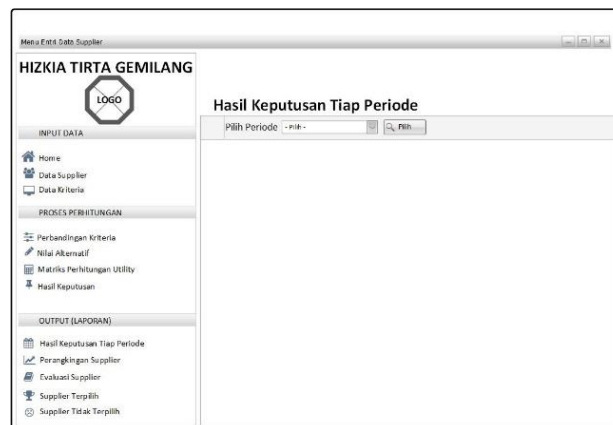 Menu Entri Data Supplier
HIZKIA TIRTA GEMILANG
LOGO
INPUT DATA
Home
Data Supplier
Data Kriteria
PROSES PERHITUNGAN
Perbandingan Kriteria
Nilai Alternatif
Matriks Perhitungan Utility
Hasil Keputusan
OUTPUT (LAPORAN)
Hasil Keputusan Tiap Periode
Perangkingan Supplier
Evaluasi Supplier
Supplier Terpilih
Supplier Tidak Terpilih
Hasil Keputusan Tiap Periode
Pilih Periode - Pilih - Pilih